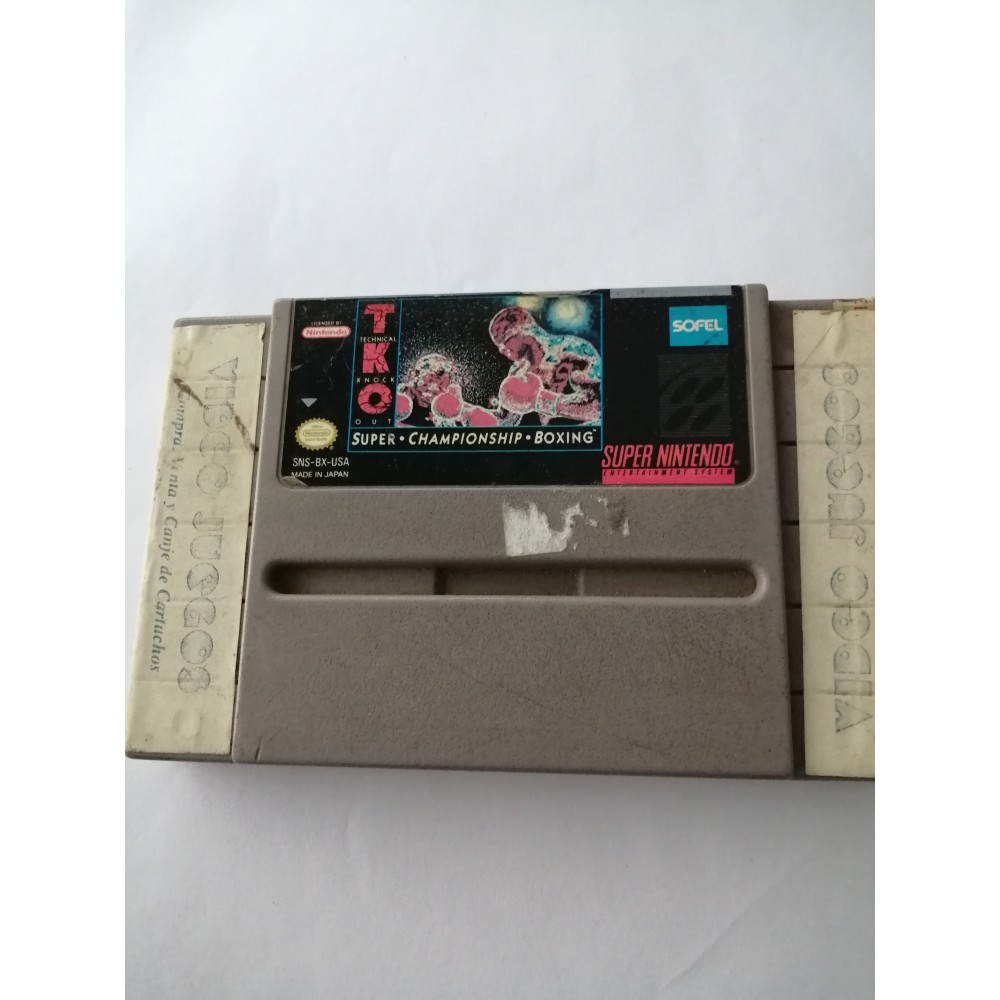 LICENSED BY
Nintendo
T
TECHNICAL
K
KNOCK
O
OUT
SUPER • CHAMPIONSHIP • BOXING™
SOFEL
SNS-BX-USA
MADE IN JAPAN
SUPER NINTENDO
ENTERTAINMENT SYSTEM
VIDEO JUEGOS
Compra, Venta y Canje de Cartuchos
VIDEO JUEGOS